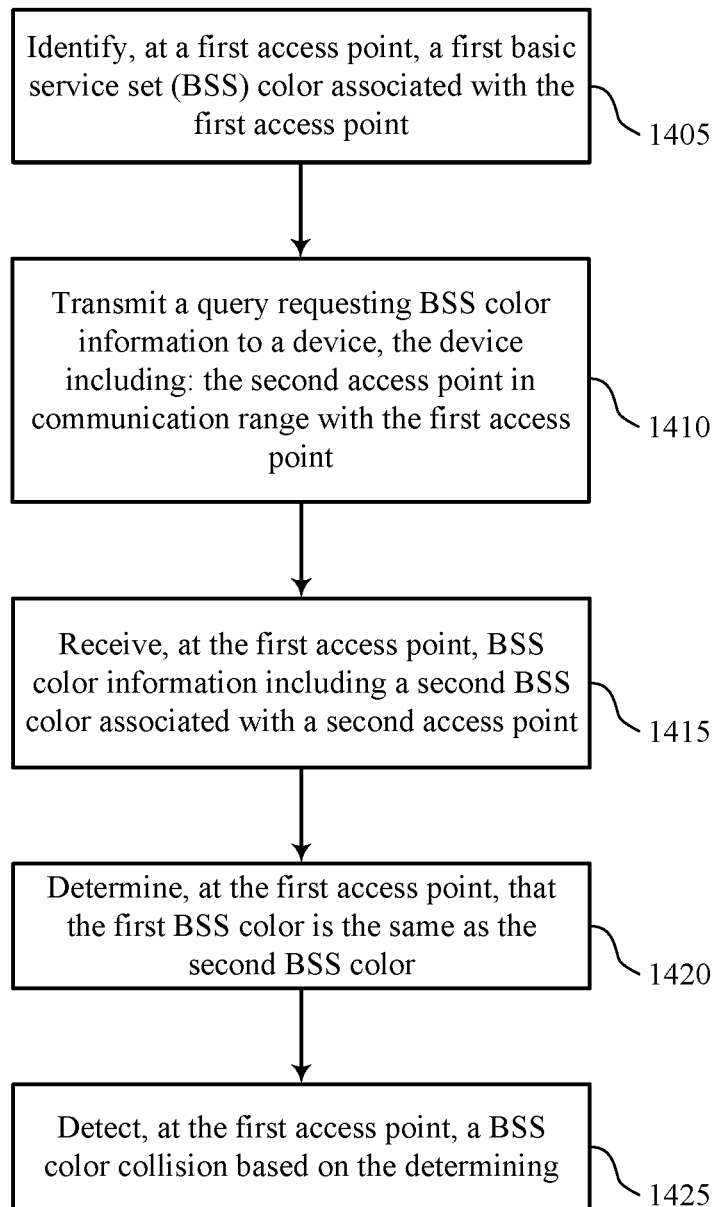 Identify, at a first access point, a first basic
service set (BSS) color associated with the
first access point
1405
Transmit a query requesting BSS color
information to a device, the device
including: the second access point in
communication range with the first access
point
1410
Receive, at the first access point, BSS
color information including a second BSS
color associated with a second access point
1415
Determine, at the first access point, that
the first BSS color is the same as the
second BSS color
1420
Detect, at the first access point, a BSS
color collision based on the determining
1425